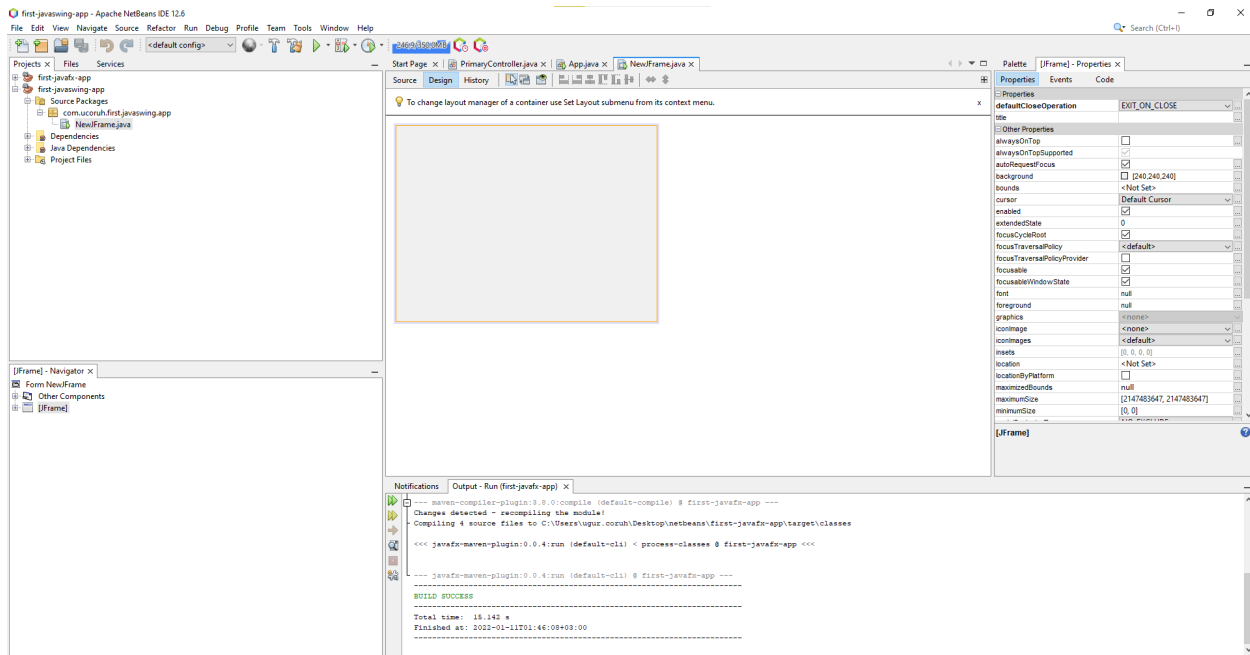 first-javaswing-app - Apache NetBeans IDE 12.6
File Edit View Navigate Source Refactor Run Debug Profile Team Tools Window Help
Search (Ctrl+I)
<default config>
Projects Files Services
first-javafx-app
first-javaswing-app
Source Packages
com.ucoruh.first.javaswing.app
NewJFrame.java
Dependencies
Java Dependencies
Project Files
[JFrame] - Navigator
Form NewJFrame
Other Components
[JFrame]
Start Page PrimaryController.java App.java NewJFrame.java
Source Design History
To change layout manager of a container use Set Layout submenu from its context menu. x
Palette [JFrame] - Properties
Properties Events Code
Properties
defaultCloseOperation EXIT_ON_CLOSE
title
Other Properties
alwaysOnTop
alwaysOnTopSupported
autoRequestFocus
background [240,240,240]
bounds <Not Set>
cursor Default Cursor
enabled
extendedState 0
focusCycleRoot
focusTraversalPolicy <default>
focusTraversalPolicyProvider
focusable
focusableWindowState
font null
foreground null
graphics <none>
iconImage <none>
iconImages <default>
insets [0, 0, 0, 0]
location <Not Set>
locationByPlatform
maximizedBounds null
maximumSize [2147483647, 2147483647]
minimumSize [0, 0]
[JFrame]
Notifications Output - Run (first-javafx-app)
--- maven-compiler-plugin:3.8.0:compile (default-compile) @ first-javafx-app ---
Changes detected - recompiling the module!
Compiling 4 source files to C:\Users\ugur.coruh\Desktop\netbeans\first-javafx-app\target\classes
<<< javafx-maven-plugin:0.0.4:run (default-cli) < process-classes @ first-javafx-app <<<
--- javafx-maven-plugin:0.0.4:run (default-cli) @ first-javafx-app ---
------------------------------------------------------------------------
BUILD SUCCESS
------------------------------------------------------------------------
Total time: 15.142 s
Finished at: 2022-01-11T01:46:08+03:00
------------------------------------------------------------------------